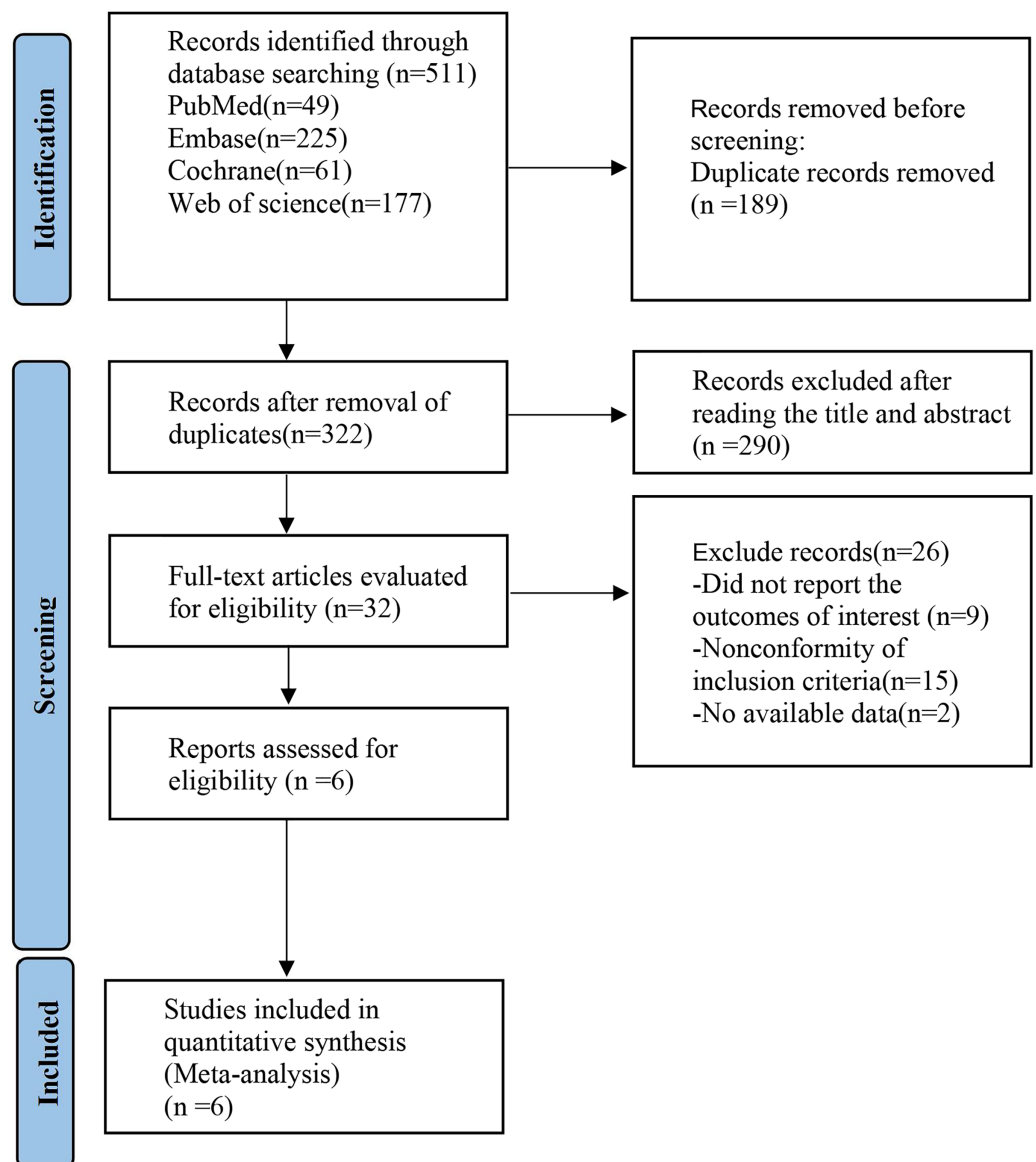 Identification
Records identified through
database searching (n=511)
PubMed(n=49)
Embase(n=225)
Cochrane(n=61)
Web of science(n=177)
Records removed before
screening:
Duplicate records removed
(n =189)
Screening
Records after removal of
duplicates(n=322)
Records excluded after
reading the title and abstract
(n =290)
Full-text articles evaluated
for eligibility (n=32)
Exclude records(n=26)
-Did not report the
outcomes of interest (n=9)
-Nonconformity of
inclusion criteria(n=15)
-No available data(n=2)
Reports assessed for
eligibility (n =6)
Included
Studies included in
quantitative synthesis
(Meta-analysis)
(n =6)